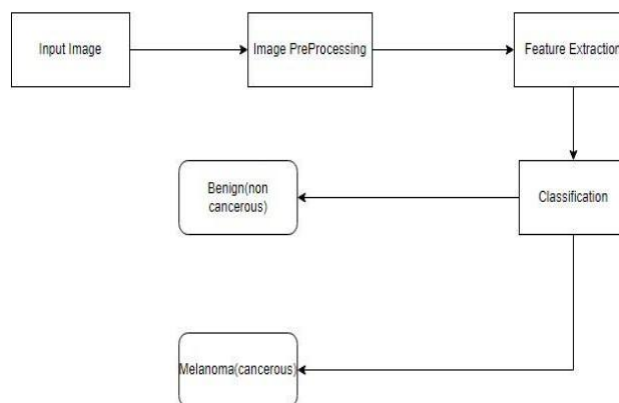 Input Image
Image PreProcessing
Feature Extraction
Benign(non
cancerous)
Classification
Melanoma(cancerous)